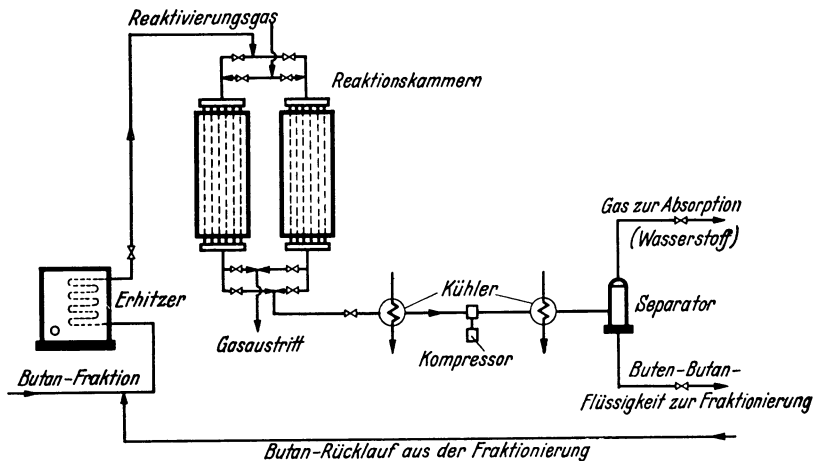 Reaktivierungsgas
Reaktionskammern
Gas zur Absorption
(Wasserstoff)
Erhitzer
Kühler
Separator
Gasaustritt
Kompressor
Butan-Fraktion
Buten-Butan-
Flüssigkeit zur Fraktionierung
Butan-Rücklauf aus der Fraktionierung